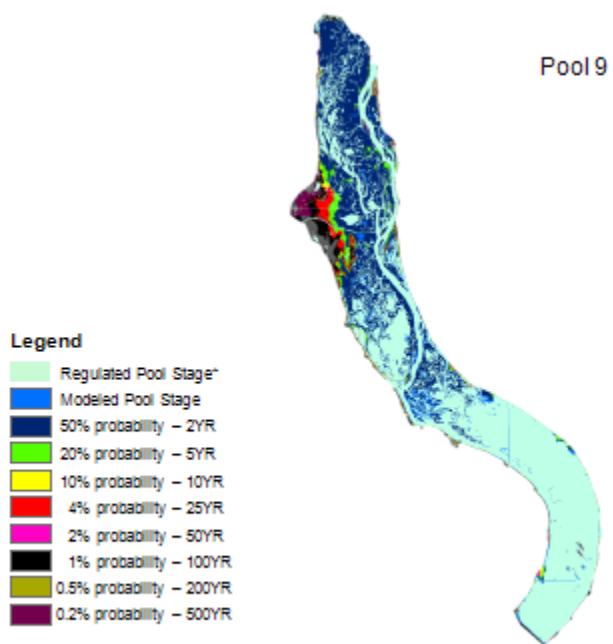 Pool 9
Legend
Regulated Pool Stage*
Modeled Pool Stage
50% probability – 2YR
20% probability – 5YR
10% probability – 10YR
4% probability – 25YR
2% probability – 50YR
1% probability – 100YR
0.5% probability – 200YR
0.2% probability – 500YR